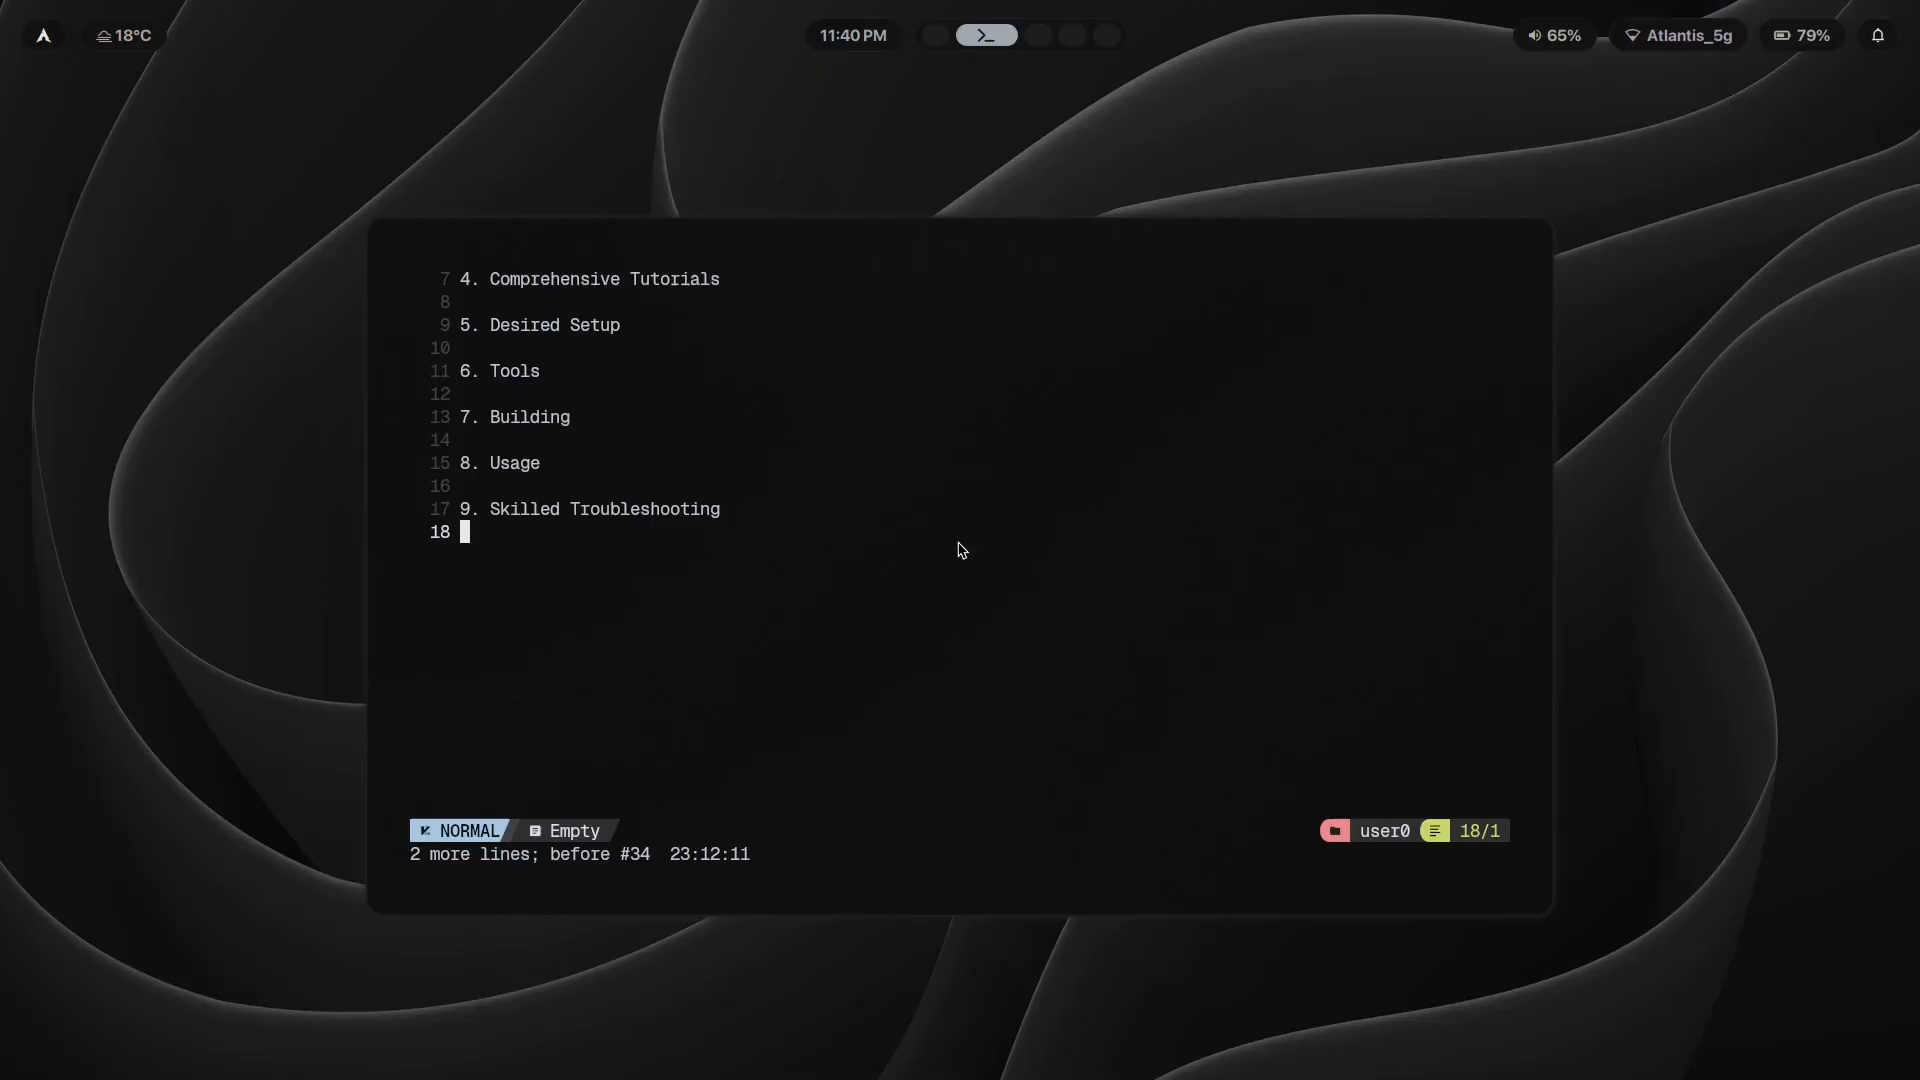 18°C
11:40 PM
65%
Atlantis_5g
79%
7 4. Comprehensive Tutorials
8
9 5. Desired Setup
10
11 6. Tools
12
13 7. Building
14
15 8. Usage
16
17 9. Skilled Troubleshooting
18
NORMAL Empty user0 18/1
2 more lines; before #34 23:12:11